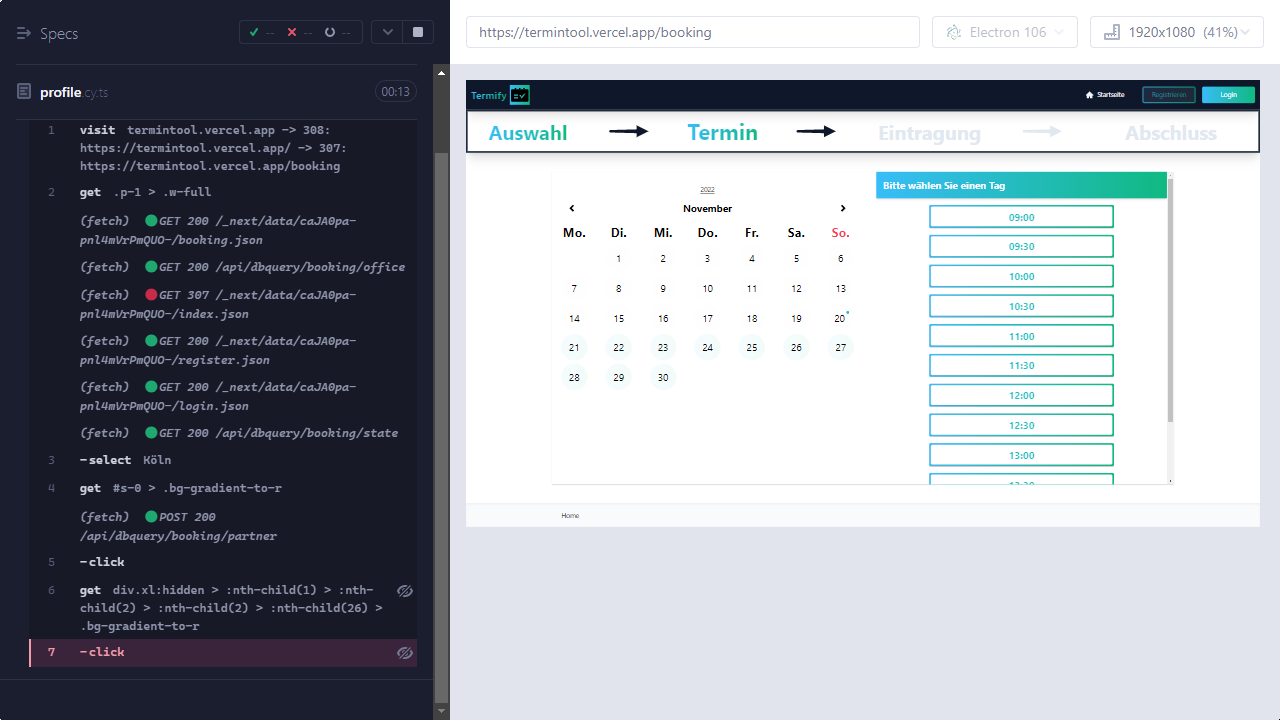 Specs
-- -- --
profile.cy.ts
00:13
1 visit termintool.vercel.app -> 308:
https://termintool.vercel.app/ -> 307:
https://termintool.vercel.app/booking
2 get .p-1 > .w-full
(fetch) GET 200 /_next/data/caJA0pa-
pnl4mVrPmQUO-/booking.json
(fetch) GET 200 /api/dbquery/booking/office
(fetch) GET 307 /_next/data/caJA0pa-
pnl4mVrPmQUO-/index.json
(fetch) GET 200 /_next/data/caJA0pa-
pnl4mVrPmQUO-/register.json
(fetch) GET 200 /_next/data/caJA0pa-
pnl4mVrPmQUO-/login.json
(fetch) GET 200 /api/dbquery/booking/state
3 -select Köln
4 get #s-0 > .bg-gradient-to-r
(fetch) POST 200
/api/dbquery/booking/partner
5 -click
6 get div.xl:hidden > :nth-child(1) > :nth-
child(2) > :nth-child(2) > :nth-child(26) >
.bg-gradient-to-r
7 -click
https://termintool.vercel.app/booking
Electron 106
1920x1080 (41%)
Termify
Startseite
Registrieren
Login
Auswahl
Termin
Eintragung
Abschluss
2022
November
Mo. Di. Mi. Do. Fr. Sa. So.
1 2 3 4 5 6
7 8 9 10 11 12 13
14 15 16 17 18 19 20
21 22 23 24 25 26 27
28 29 30
Bitte wählen Sie einen Tag
09:00
09:30
10:00
10:30
11:00
11:30
12:00
12:30
13:00
13:30
Home